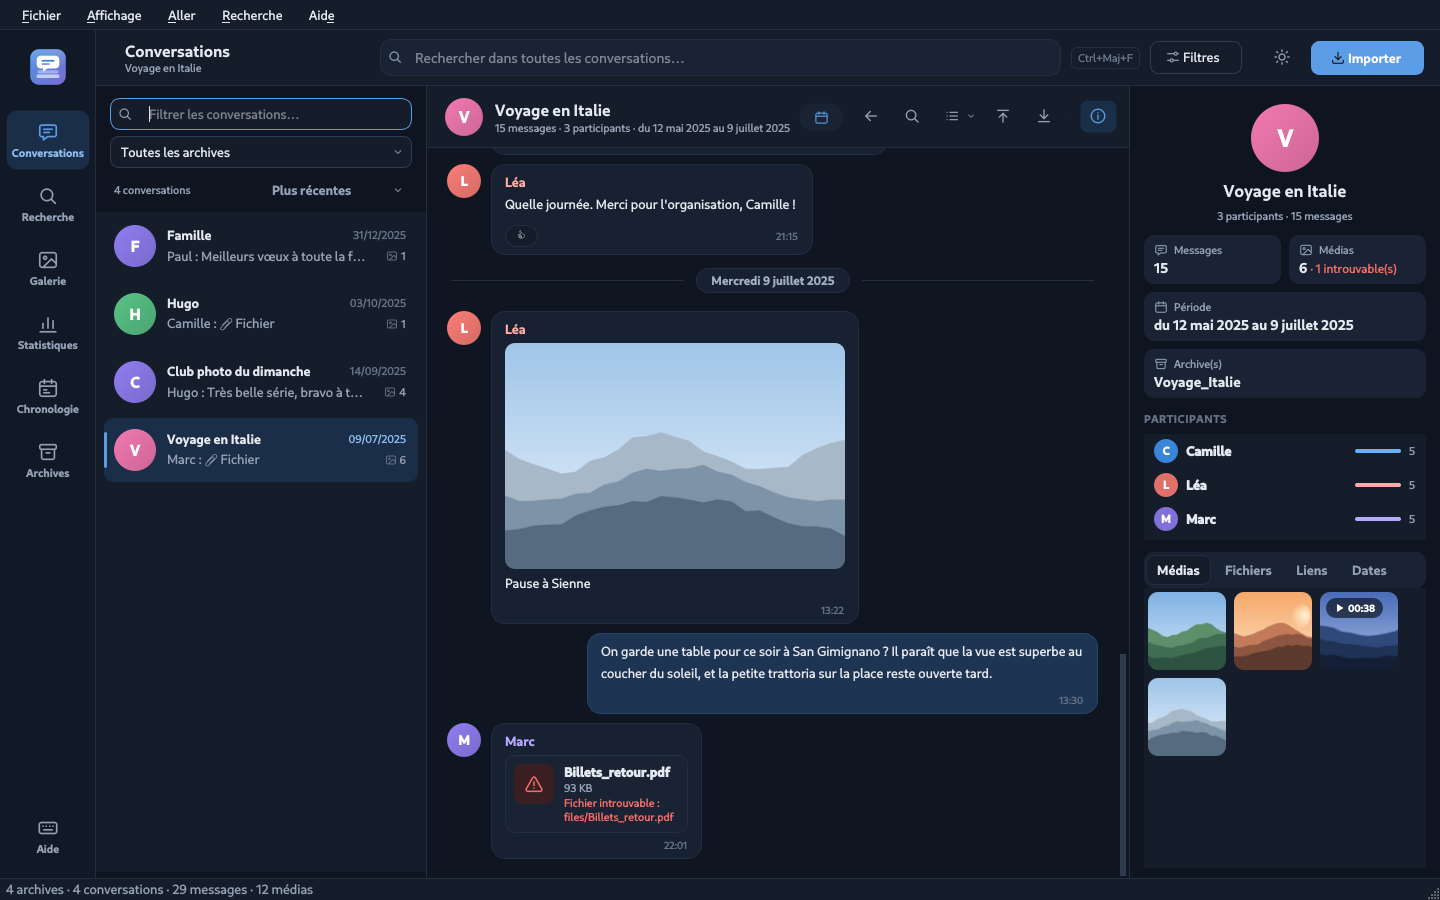 Fichier Affichage Aller Recherche Aide
Conversations
Voyage en Italie
Rechercher dans toutes les conversations…
Ctrl+Maj+F
Filtres
Importer
Conversations
Recherche
Galerie
Statistiques
Chronologie
Archives
Aide
Filtrer les conversations…
Toutes les archives
4 conversations
Plus récentes
Famille
31/12/2025
Paul : Meilleurs vœux à toute la f…
1
Hugo
03/10/2025
Camille : Fichier
1
Club photo du dimanche
14/09/2025
Hugo : Très belle série, bravo à t…
4
Voyage en Italie
09/07/2025
Marc : Fichier
6
F
H
C
V
V
Voyage en Italie
15 messages · 3 participants · du 12 mai 2025 au 9 juillet 2025
L
Léa
Quelle journée. Merci pour l'organisation, Camille !
21:15
Mercredi 9 juillet 2025
L
Léa
Pause à Sienne
13:22
On garde une table pour ce soir à San Gimignano ? Il paraît que la vue est superbe au
coucher du soleil, et la petite trattoria sur la place reste ouverte tard.
13:30
M
Marc
Billets_retour.pdf
93 KB
Fichier introuvable :
files/Billets_retour.pdf
22:01
V
Voyage en Italie
3 participants · 15 messages
Messages
15
Médias
6 · 1 introuvable(s)
Période
du 12 mai 2025 au 9 juillet 2025
Archive(s)
Voyage_Italie
PARTICIPANTS
C Camille 5
L Léa 5
M Marc 5
Médias Fichiers Liens Dates
00:38
4 archives · 4 conversations · 29 messages · 12 médias